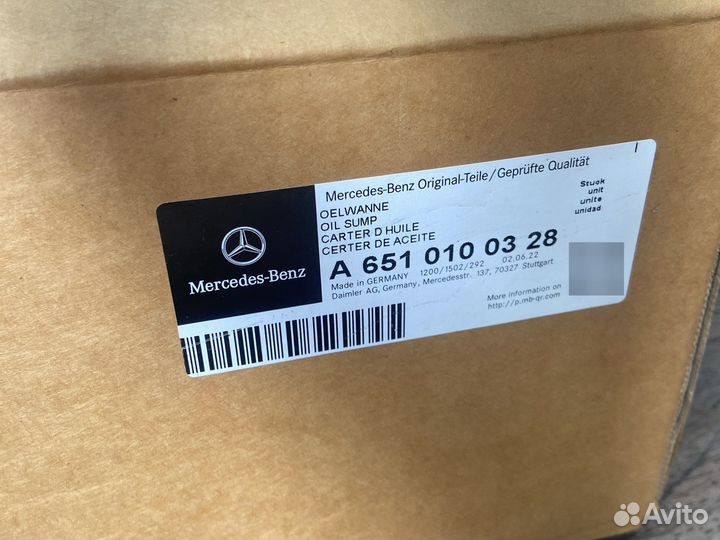 Mercedes-Benz
Mercedes-Benz Original-Teile/Geprüfte Qualität
OELWANNE
OIL SUMP
CARTER D HUILE
CERTER DE ACEITE
Stuck
unit
unite
unidad
A 651 010 03 28
Made in GERMANY 1200/1502/292 02.06.22
Daimler AG, Germany, Mercedesstr. 137, 70327 Stuttgart
More information on
http://p.mb-qr.com
Avito